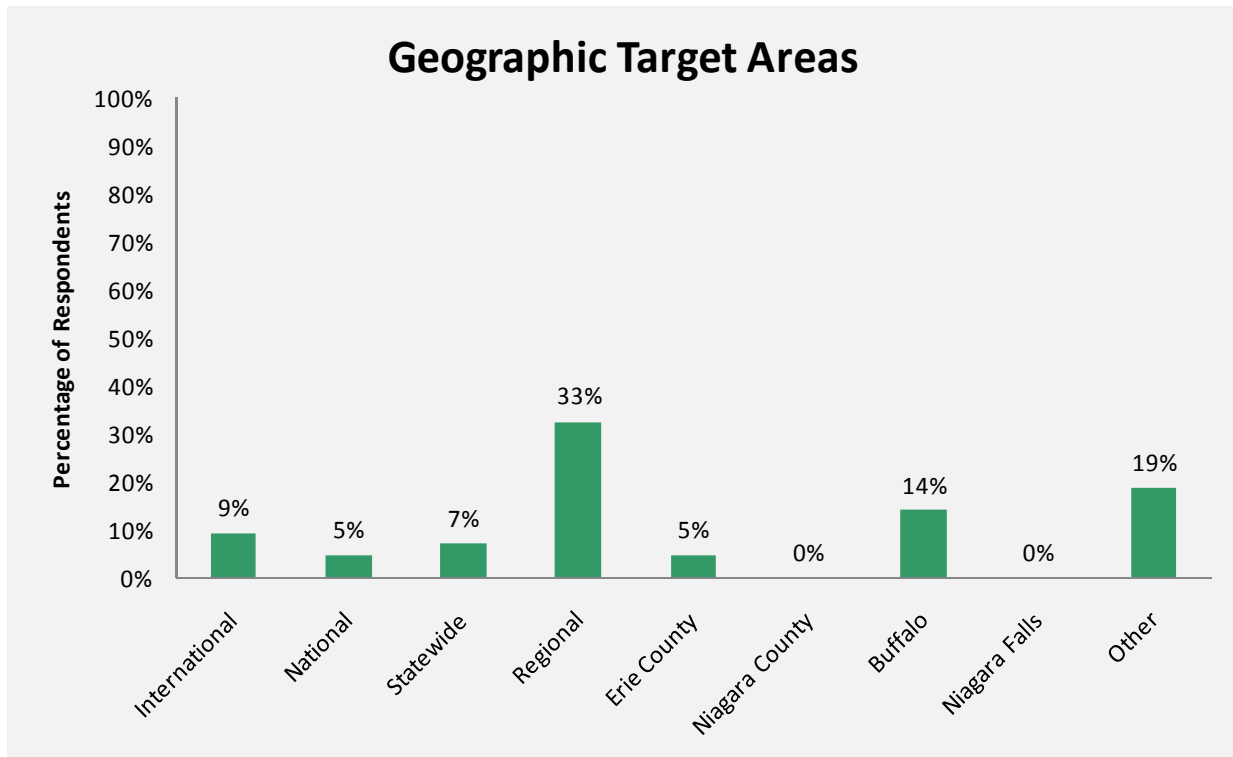 Geographic Target Areas
Percentage of Respondents
100%
90%
80%
70%
60%
50%
40%
30%
20%
10%
0%
9%
5%
7%
33%
5%
0%
14%
0%
19%
International
National
Statewide
Regional
Erie County
Niagara County
Buffalo
Niagara Falls
Other